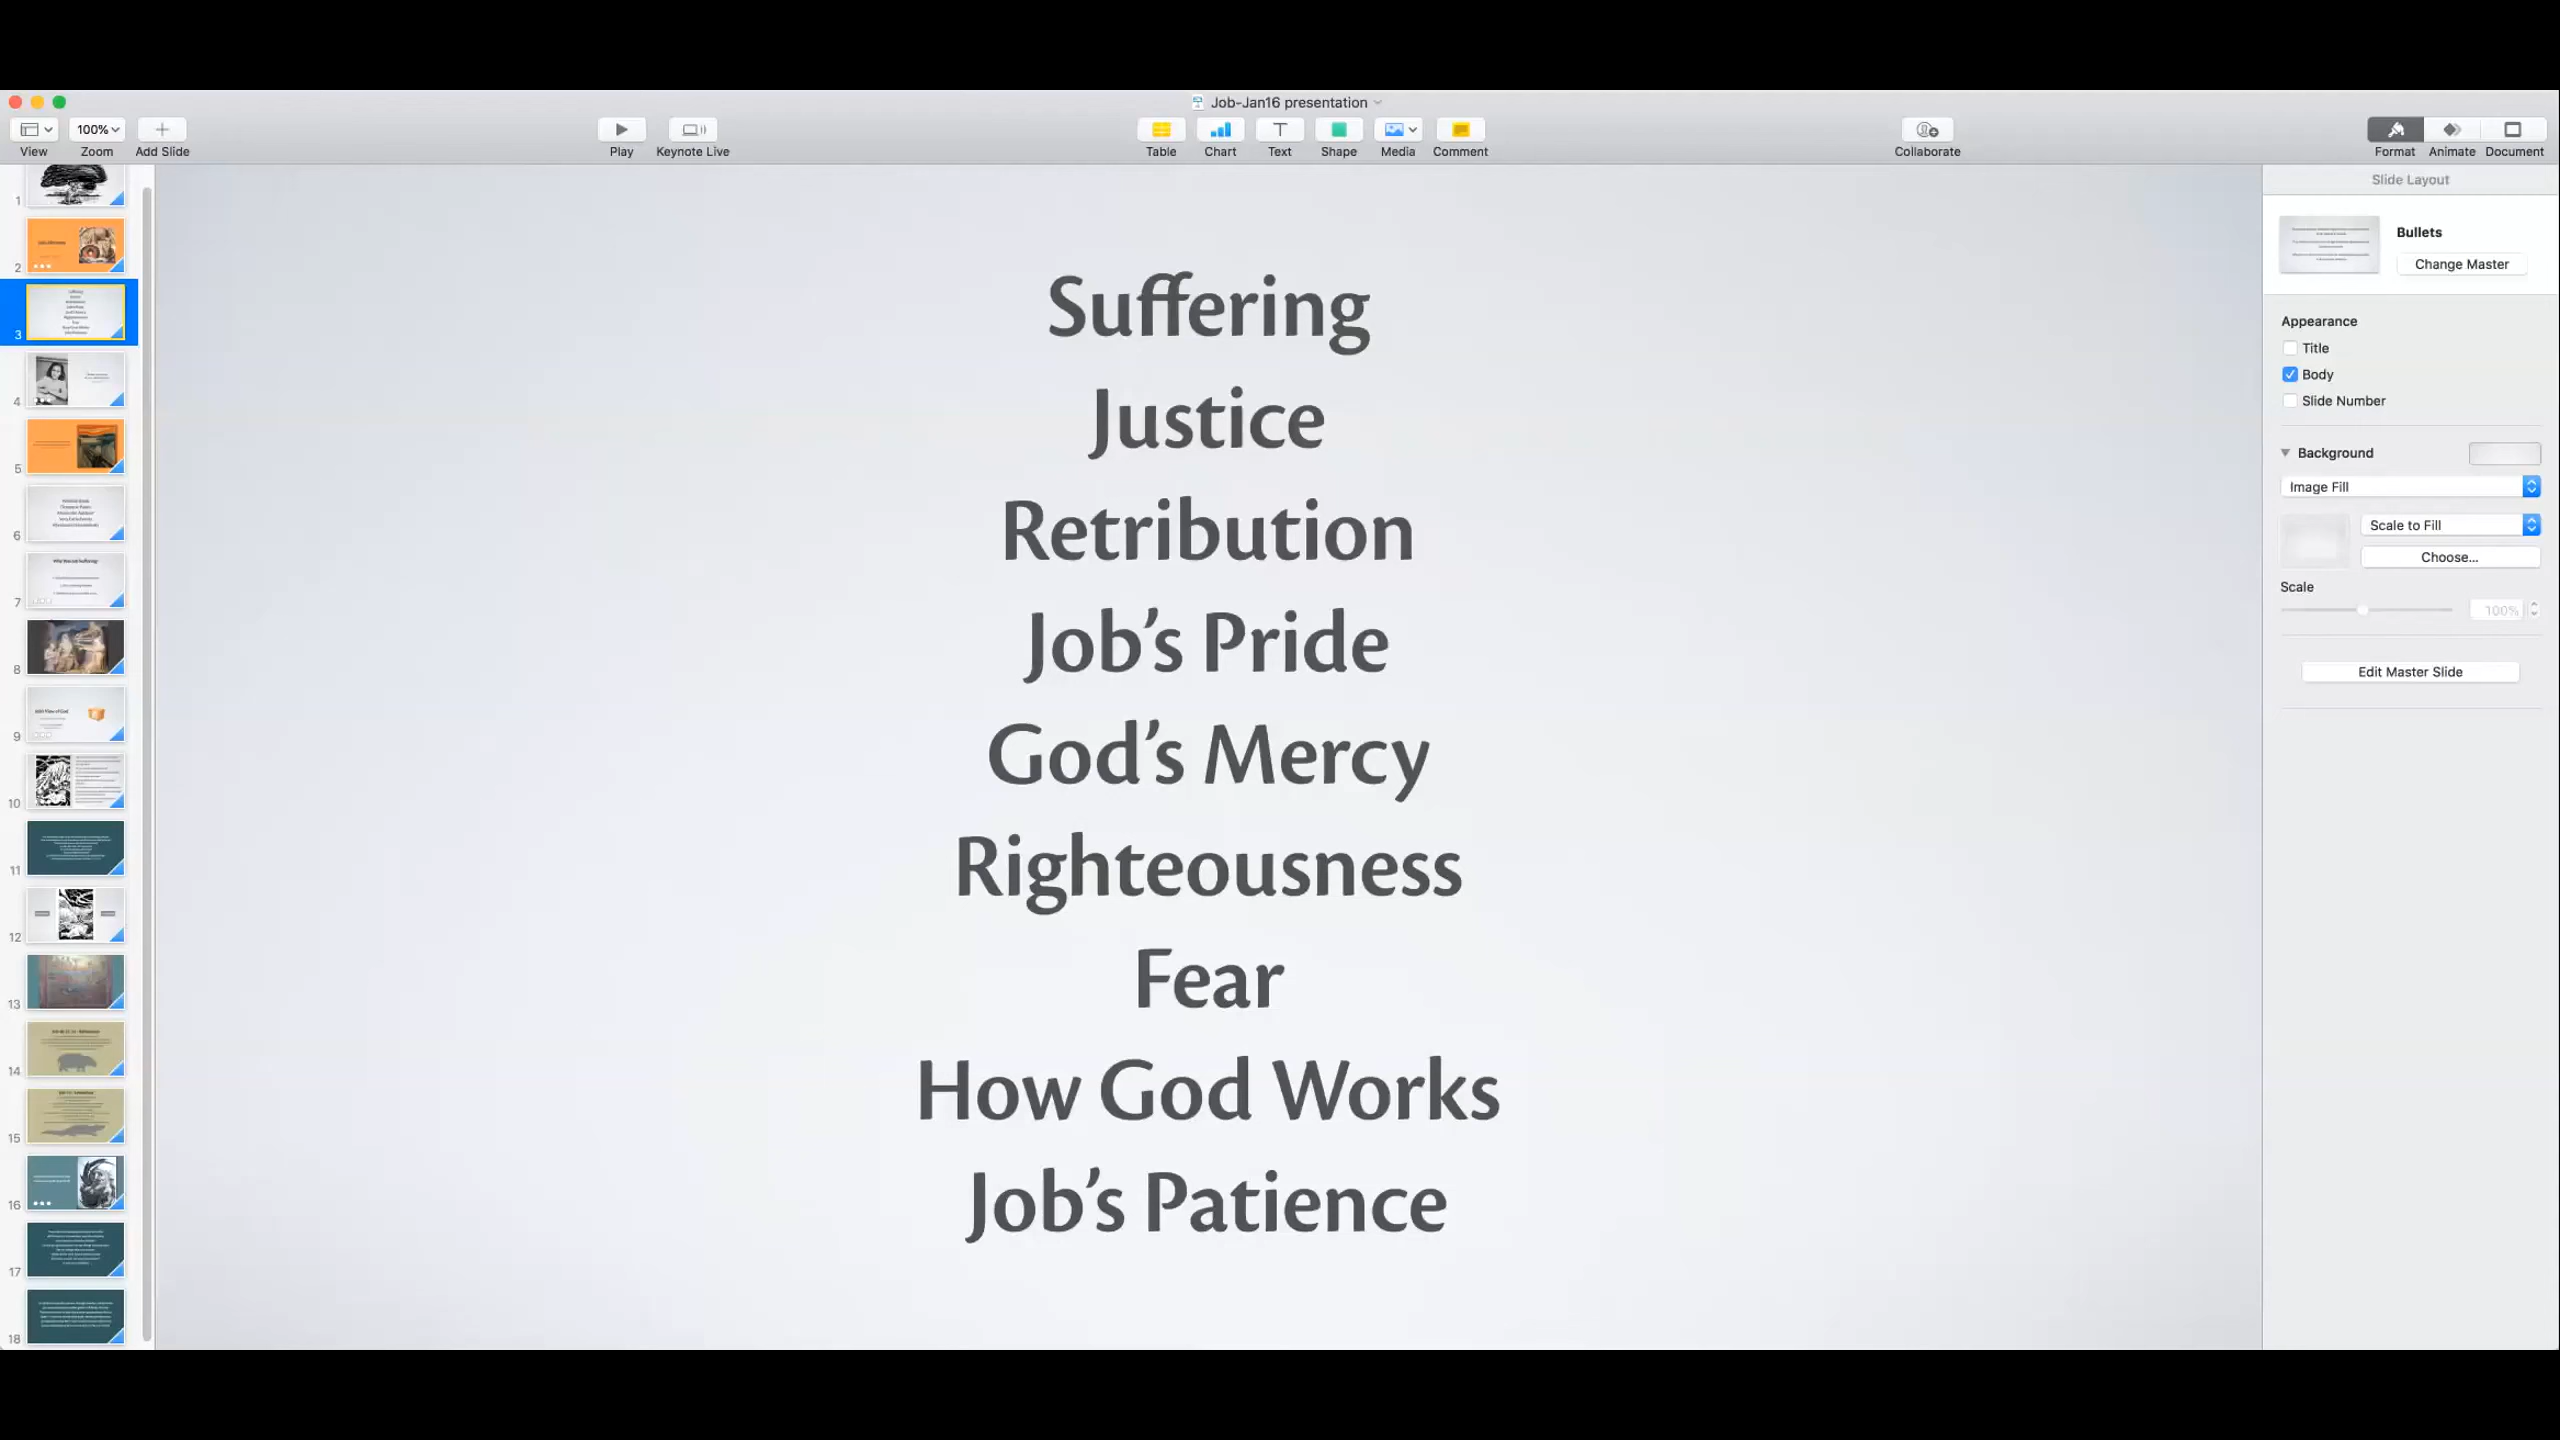 Job-Jan16 presentation
100%
View
Zoom
Add Slide
Play
Keynote Live
Table
Chart
Text
Shape
Media
Comment
Collaborate
Format
Animate
Document
1
2
3
4
5
6
7
8
9
10
11
12
13
14
15
16
17
18
Suffering
Justice
Retribution
Job’s Pride
God’s Mercy
Righteousness
Fear
How God Works
Job’s Patience
Slide Layout
Bullets
Change Master
Appearance
Title
Body
Slide Number
Background
Image Fill
Scale to Fill
Choose...
Scale
100%
Edit Master Slide